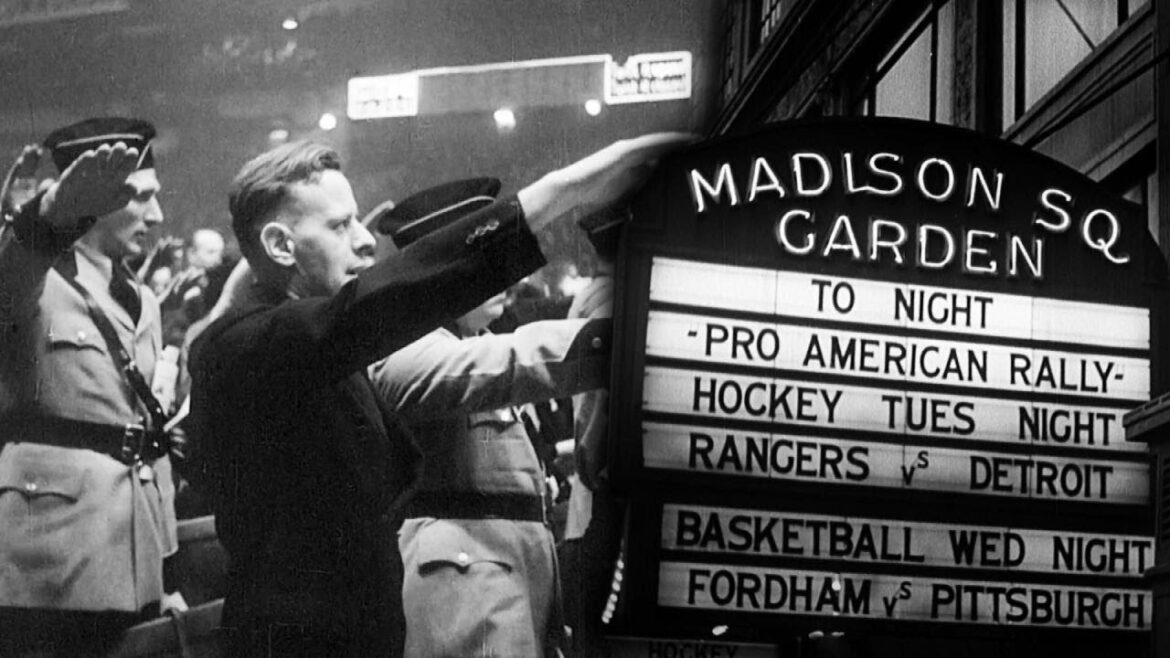 MADISON SQ
GARDEN
TO NIGHT
-PRO AMERICAN RALLY-
HOCKEY TUES NIGHT
RANGERS vs DETROIT
BASKETBALL WED NIGHT
FORDHAM vs PITTSBURGH
HOCKEY